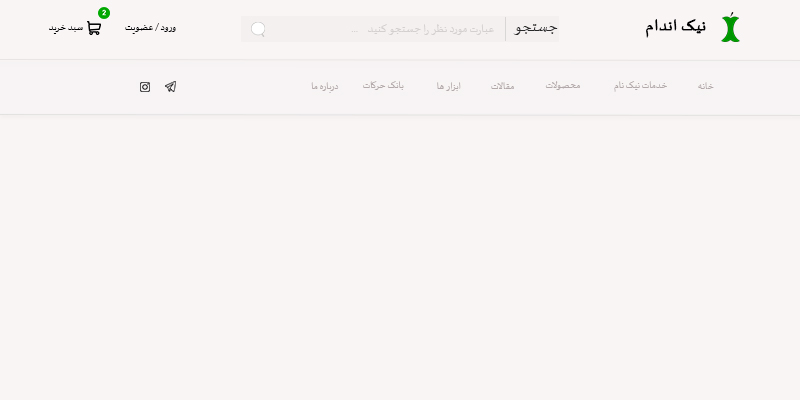 نیک اندام
جستجو
عبارت مورد نظر را جستجو کنید ...
ورود / عضویت
سبد خرید
2
خانه
خدمات نیک نام
محصولات
مقالات
ابزار ها
بانک حرکات
درباره ما